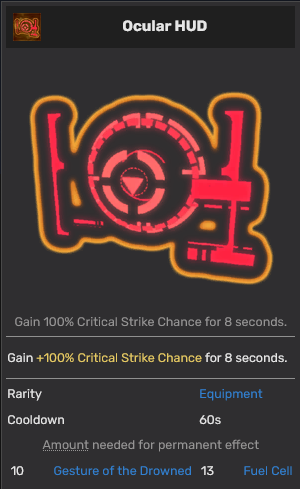 Ocular HUD
Gain 100% Critical Strike Chance for 8 seconds.
Gain +100% Critical Strike Chance for 8 seconds.
Rarity Equipment
Cooldown 60s
Amount needed for permanent effect
10 Gesture of the Drowned 13 Fuel Cell